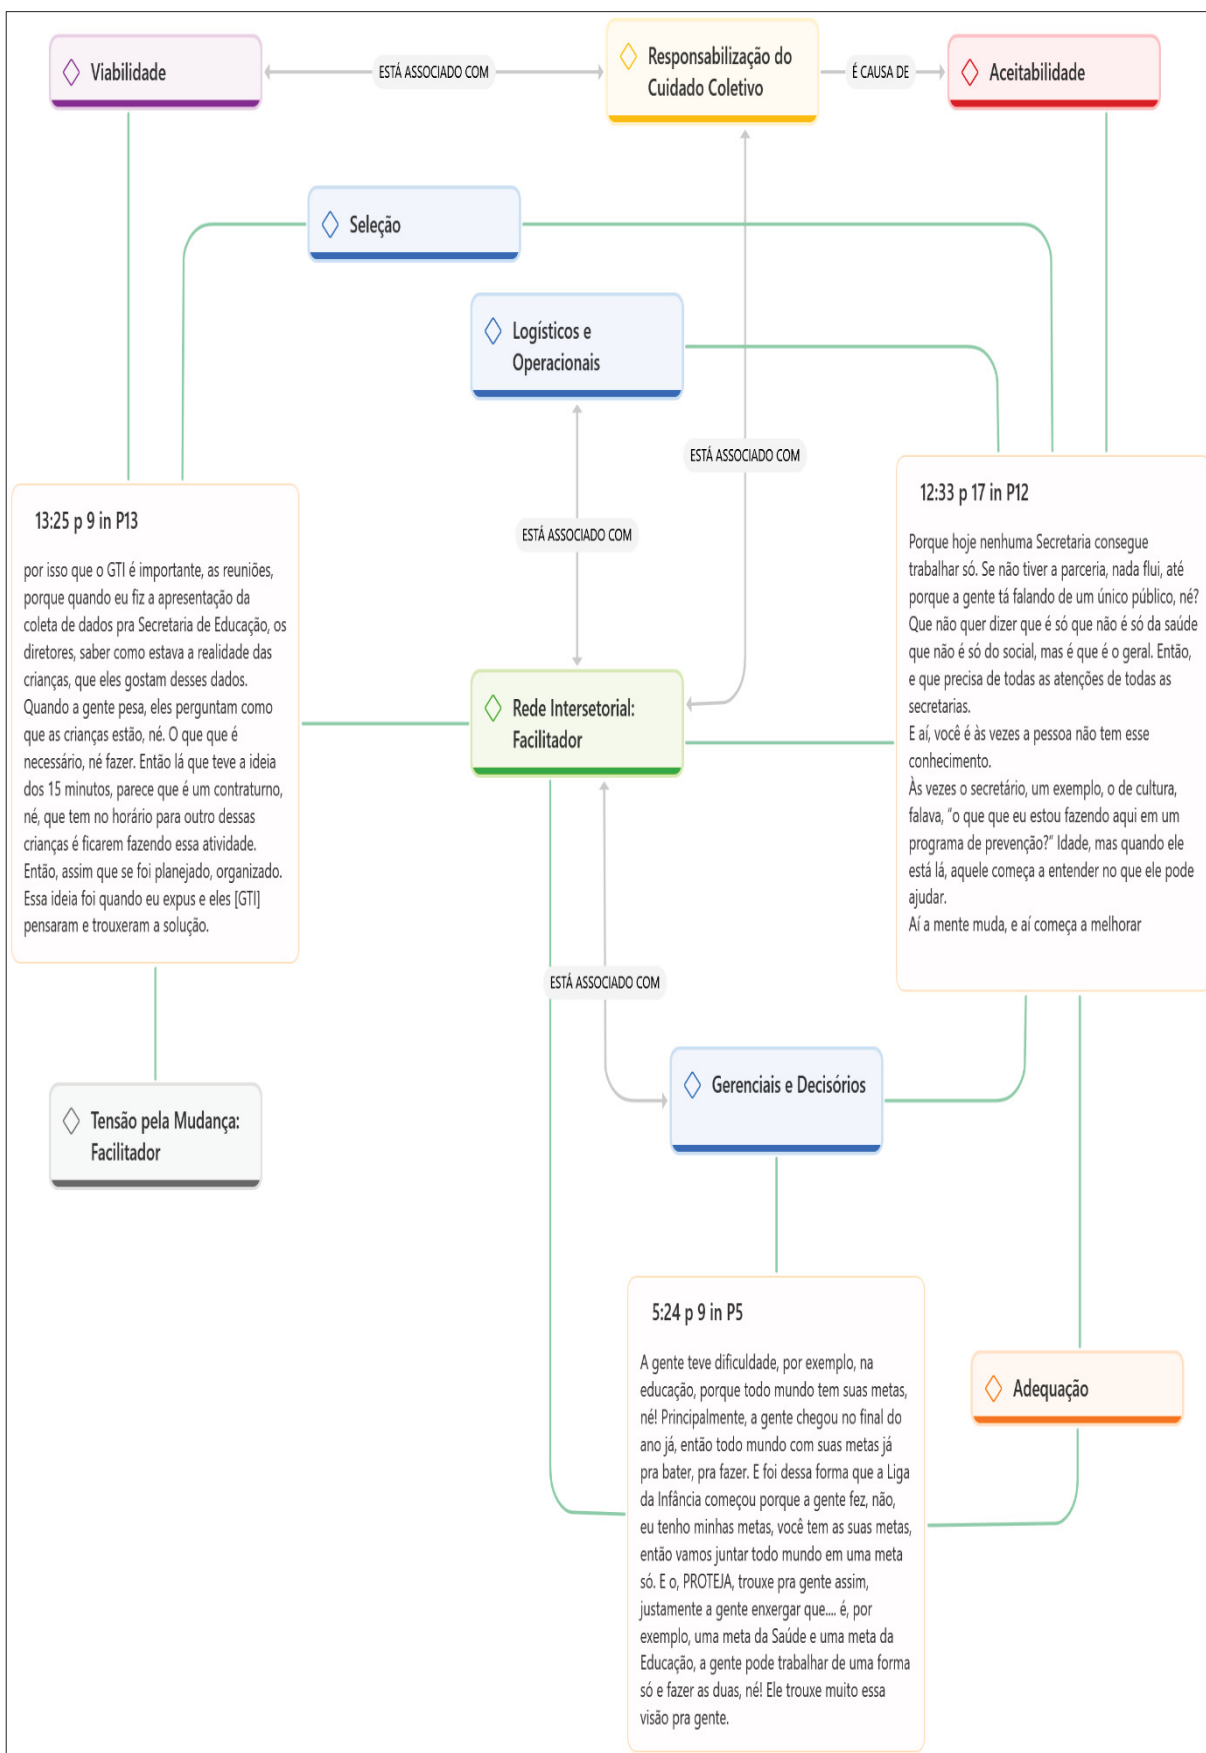 Viabilidade
ESTÁ ASSOCIADO COM
Responsabilização do
Cuidado Coletivo
É CAUSA DE
Aceitabilidade
Seleção
Logísticos e
Operacionais
ESTÁ ASSOCIADO COM
ESTÁ ASSOCIADO COM
13:25 p 9 in P13
por isso que o GTI é importante, as reuniões,
porque quando eu fiz a apresentação da
coleta de dados pra Secretaria de Educação, os
diretores, saber como estava a realidade das
crianças, que eles gostam desses dados.
Quando a gente pesa, eles perguntam como
que as crianças estão, né. O que que é
necessário, né fazer. Então lá que teve a ideia
dos 15 minutos, parece que é um contraturno,
né, que tem no horário para outro dessas
crianças é ficarem fazendo essa atividade.
Então, assim que se foi planejado, organizado.
Essa ideia foi quando eu expus e eles [GTI]
pensaram e trouxeram a solução.
12:33 p 17 in P12
Porque hoje nenhuma Secretaria consegue
trabalhar só. Se não tiver a parceria, nada flui, até
porque a gente tá falando de um único público, né?
Que não quer dizer que é só que não é só da saúde
que não é só do social, mas é que é o geral. Então,
e que precisa de todas as atenções de todas as
secretarias.
E aí, você é às vezes a pessoa não tem esse
conhecimento.
Às vezes o secretário, um exemplo, o de cultura,
falava, “o que que eu estou fazendo aqui em um
programa de prevenção?” Idade, mas quando ele
está lá, aquele começa a entender no que ele pode
ajudar.
Aí a mente muda, e aí começa a melhorar
Rede Intersetorial:
Facilitador
ESTÁ ASSOCIADO COM
Gerenciais e Decisórios
Tensão pela Mudança:
Facilitador
5:24 p 9 in P5
A gente teve dificuldade, por exemplo, na
educação, porque todo mundo tem suas metas,
né! Principalmente, a gente chegou no final do
ano já, então todo mundo com suas metas já
pra bater, pra fazer. E foi dessa forma que a Liga
da Infância começou porque a gente fez, não,
eu tenho minhas metas, você tem as suas metas,
então vamos juntar todo mundo em uma meta
só. E o, PROTEJA, trouxe pra gente assim,
justamente a gente enxergar que.... é, por
exemplo, uma meta da Saúde e uma meta da
Educação, a gente pode trabalhar de uma forma
só e fazer as duas, né! Ele trouxe muito essa
visão pra gente.
Adequação